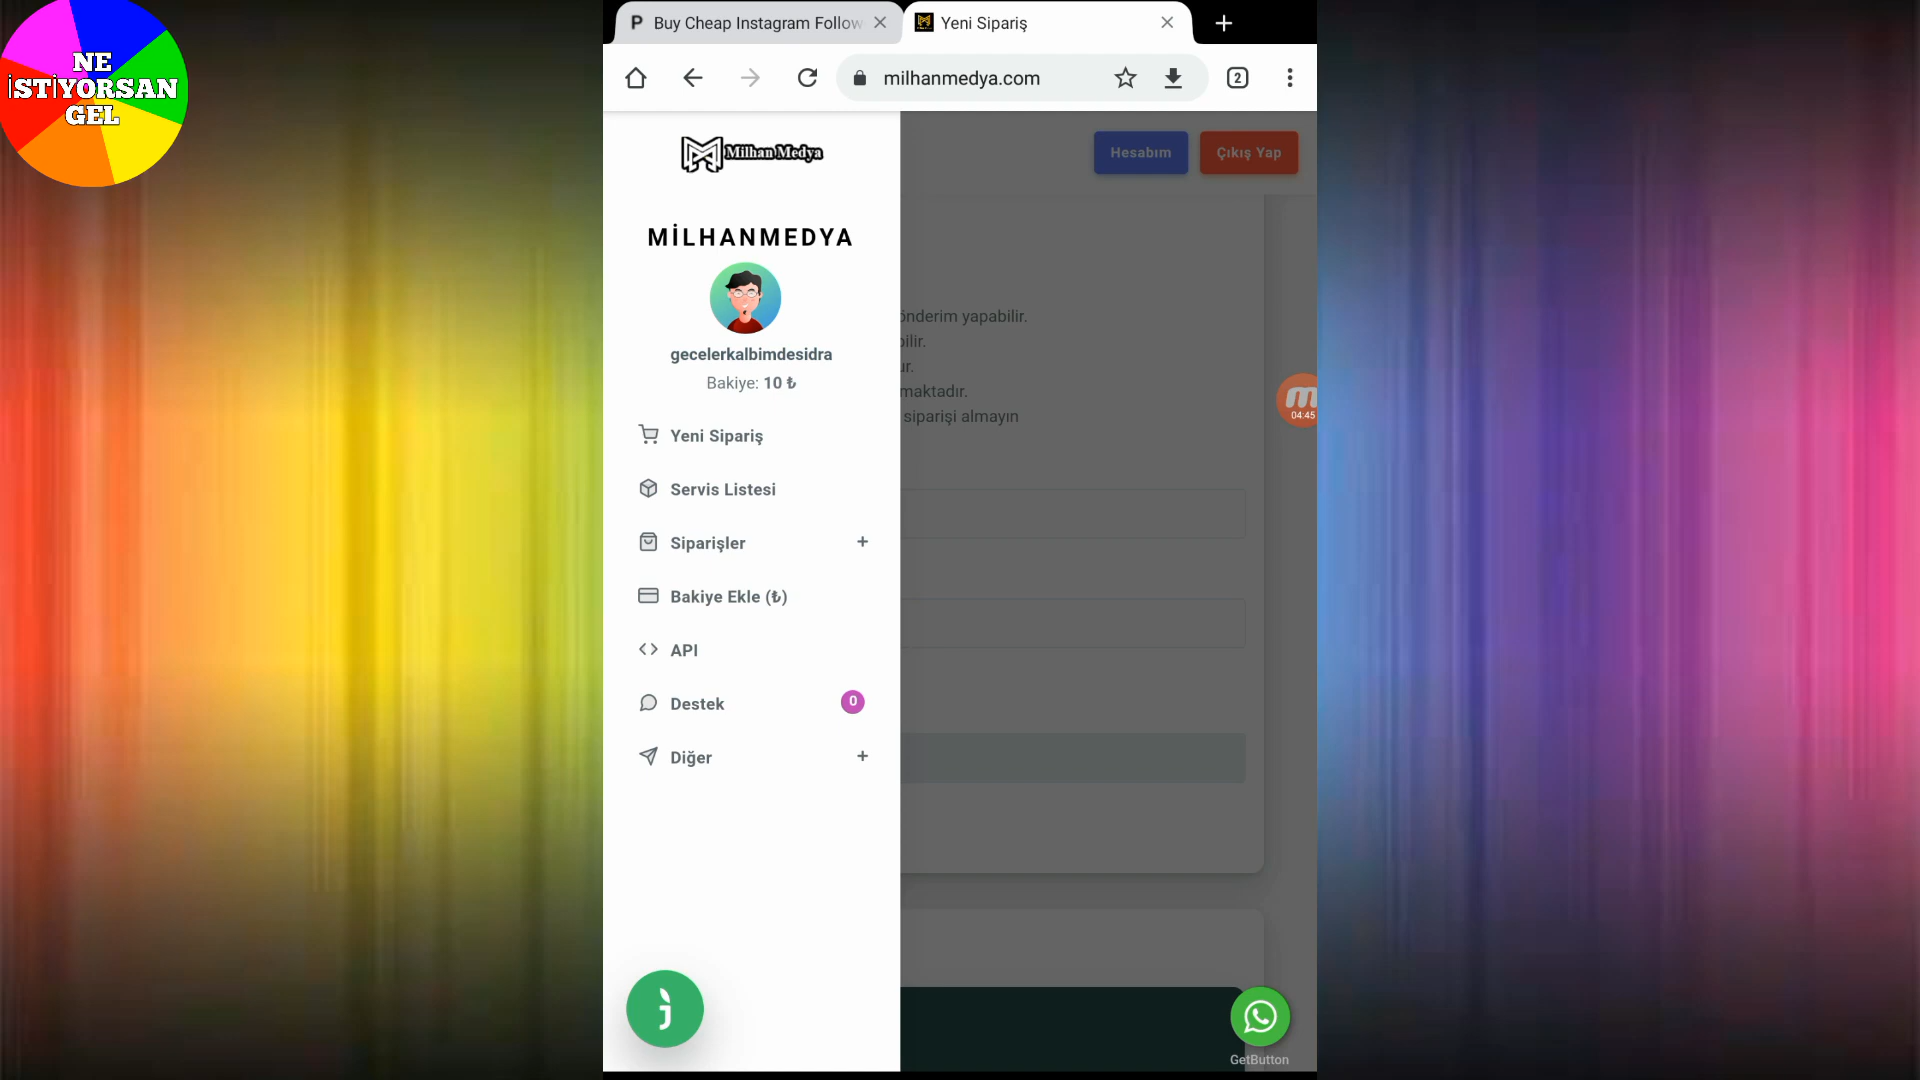 NE
İSTİYORSAN
GEL
P Buy Cheap Instagram Follow
Yeni Sipariş
milhanmedya.com
2
Milhan Medya
Hesabım
Çıkış Yap
MİLHANMEDYA
gecelerkalbimdesidra
Bakiye: 10 ₺
Yeni Sipariş
Servis Listesi
Siparişler +
Bakiye Ekle (₺)
API
Destek 0
Diğer +
önderim yapabilir.
bilir.
ur.
maktadır.
siparişi almayın
04:45
GetButton